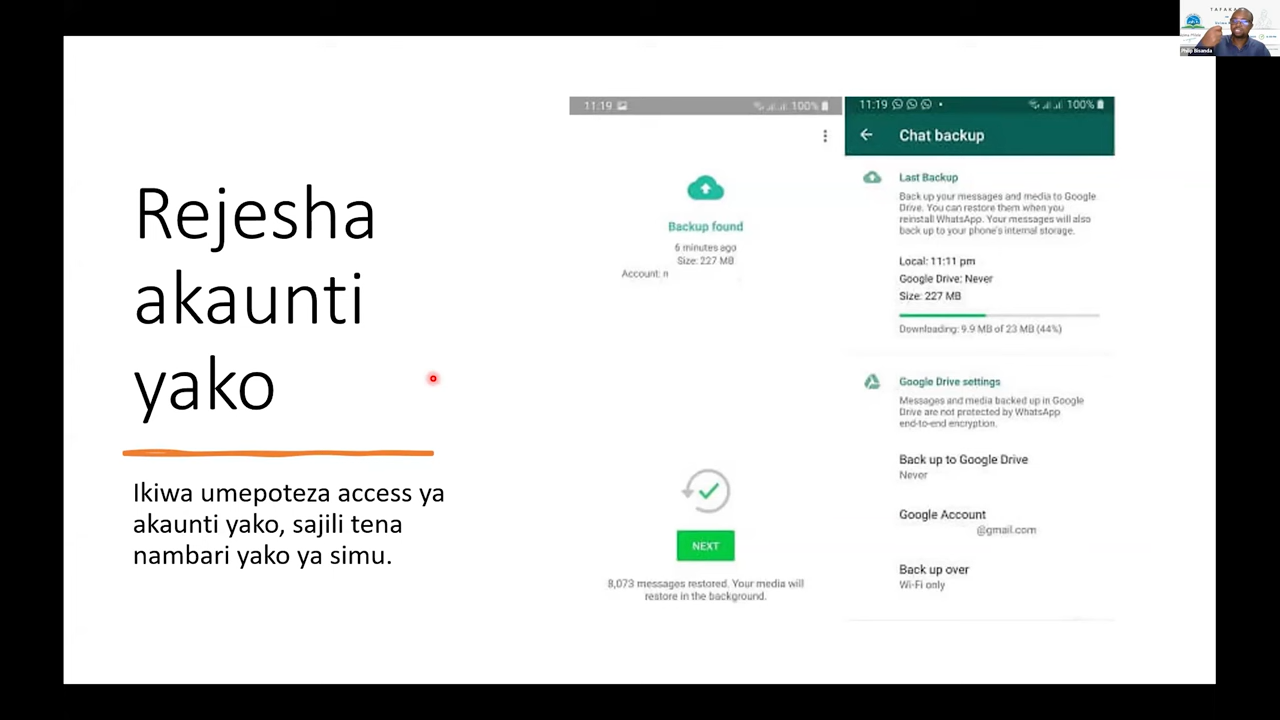 Rejesha
akaunti
yako
Ikiwa umepoteza access ya
akaunti yako, sajili tena
nambari yako ya simu.
11:19
100%
Backup found
6 minutes ago
Size: 227 MB
Account: n
NEXT
8,073 messages restored. Your media will
restore in the background.
11:19
100%
Chat backup
Last Backup
Back up your messages and media to Google
Drive. You can restore them when you
reinstall WhatsApp. Your messages will also
back up to your phone's internal storage.
Local: 11:11 pm
Google Drive: Never
Size: 227 MB
Downloading: 9.9 MB of 23 MB (44%)
Google Drive settings
Messages and media backed up in Google
Drive are not protected by WhatsApp
end-to-end encryption.
Back up to Google Drive
Never
Google Account
@gmail.com
Back up over
Wi-Fi only
Philip Bisanda